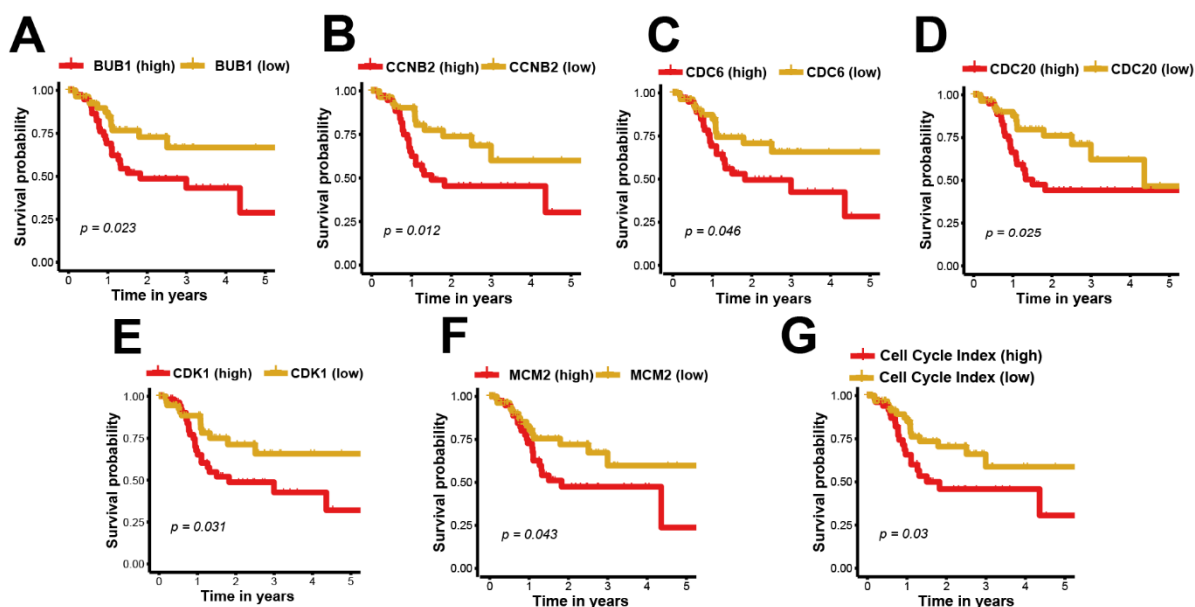 A
BUB1 (high) BUB1 (low)
Survival probability
1.00
0.75
0.50
0.25
0.00
p = 0.023
0 1 2 3 4 5
Time in years
B
CCNB2 (high) CCNB2 (low)
Survival probability
1.00
0.75
0.50
0.25
0.00
p = 0.012
0 1 2 3 4 5
Time in years
C
CDC6 (high) CDC6 (low)
Survival probability
1.00
0.75
0.50
0.25
0.00
p = 0.046
0 1 2 3 4 5
Time in years
D
CDC20 (high) CDC20 (low)
Survival probability
1.00
0.75
0.50
0.25
0.00
p = 0.025
0 1 2 3 4 5
Time in years
E
CDK1 (high) CDK1 (low)
Survival probability
1.00
0.75
0.50
0.25
0.00
p = 0.031
0 1 2 3 4 5
Time in years
F
MCM2 (high) MCM2 (low)
Survival probability
1.00
0.75
0.50
0.25
0.00
p = 0.043
0 1 2 3 4 5
Time in years
G
Cell Cycle Index (high)
Cell Cycle Index (low)
Survival probability
1.00
0.75
0.50
0.25
0.00
p = 0.03
0 1 2 3 4 5
Time in years